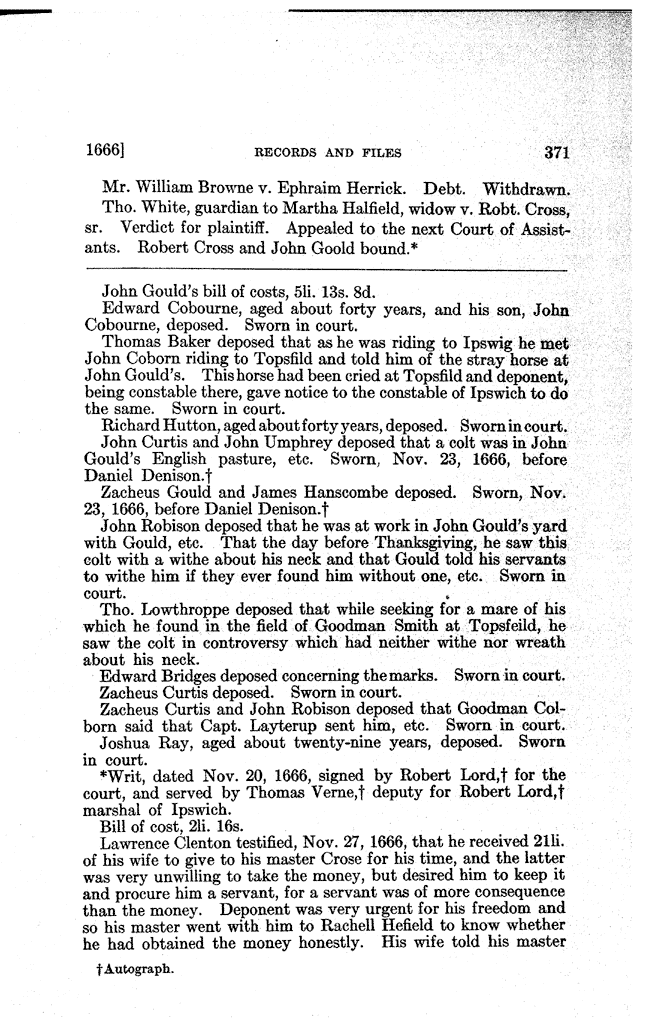 1666] RECORDS AND FILES 371
Mr. William Browne v. Ephraim Herrick. Debt. Withdrawn.
Tho. White, guardian to Martha Halfield, widow v. Robt. Cross,
sr. Verdict for plaintiff. Appealed to the next Court of Assist-
ants. Robert Cross and John Goold bound.*
John Gould's bill of costs, 5li. 13s. 8d.
Edward Cobourne, aged about forty years, and his son, John
Cobourne, deposed. Sworn in court.
Thomas Baker deposed that as he was riding to Ipswig he met
John Coborn riding to Topsfild and told him of the stray horse at
John Gould's. This horse had been cried at Topsfild and deponent,
being constable there, gave notice to the constable of Ipswich to do
the same. Sworn in court.
Richard Hutton, aged about forty years, deposed. Sworn in court.
John Curtis and John Umphrey deposed that a colt was in John
Gould's English pasture, etc. Sworn, Nov. 23, 1666, before
Daniel Denison.†
Zacheus Gould and James Hanscombe deposed. Sworn, Nov.
23, 1666, before Daniel Denison.†
John Robison deposed that he was at work in John Gould's yard
with Gould, etc. That the day before Thanksgiving, he saw this
colt with a withe about his neck and that Gould told his servants
to withe him if they ever found him without one, etc. Sworn in
court.
Tho. Lowthroppe deposed that while seeking for a mare of his
which he found in the field of Goodman Smith at Topsfeild, he
saw the colt in controversy which had neither withe nor wreath
about his neck.
Edward Bridges deposed concerning the marks. Sworn in court.
Zacheus Curtis deposed. Sworn in court.
Zacheus Curtis and John Robison deposed that Goodman Col-
born said that Capt. Layterup sent him, etc. Sworn in court.
Joshua Ray, aged about twenty-nine years, deposed. Sworn
in court.
*Writ, dated Nov. 20, 1666, signed by Robert Lord,† for the
court, and served by Thomas Verne,† deputy for Robert Lord,†
marshal of Ipswich.
Bill of cost, 2li. 16s.
Lawrence Clenton testified, Nov. 27, 1666, that he received 21li.
of his wife to give to his master Crose for his time, and the latter
was very unwilling to take the money, but desired him to keep it
and procure him a servant, for a servant was of more consequence
than the money. Deponent was very urgent for his freedom and
so his master went with him to Rachell Hefield to know whether
he had obtained the money honestly. His wife told his master
†Autograph.